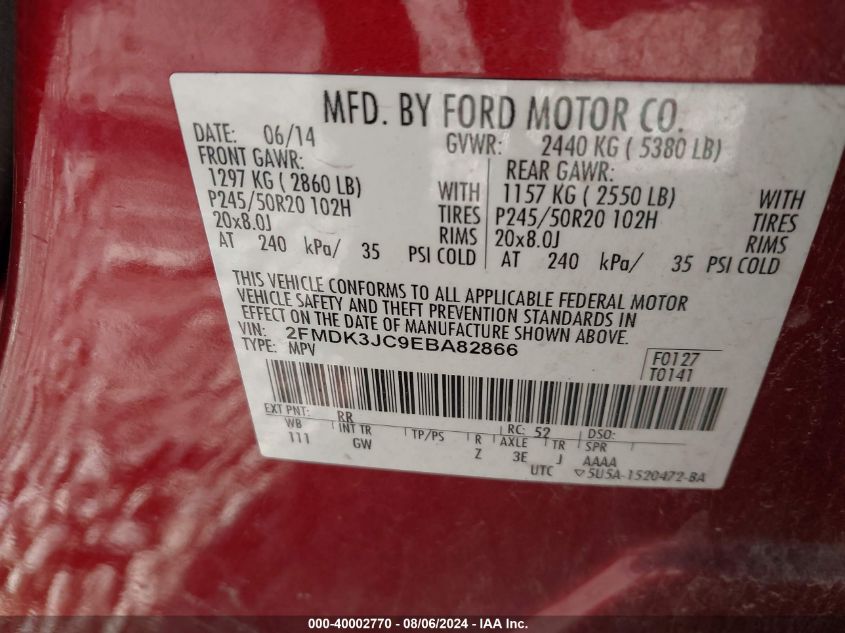 MFD. BY FORD MOTOR CO.
DATE: 06/14 GVWR: 2440 KG ( 5380 LB)
FRONT GAWR: REAR GAWR:
1297 KG ( 2860 LB) WITH 1157 KG ( 2550 LB) WITH
P245/50R20 102H TIRES P245/50R20 102H TIRES
20x8.0J RIMS 20x8.0J RIMS
AT 240 kPa/ 35 PSI COLD AT 240 kPa/ 35 PSI COLD
THIS VEHICLE CONFORMS TO ALL APPLICABLE FEDERAL MOTOR
VEHICLE SAFETY AND THEFT PREVENTION STANDARDS IN
EFFECT ON THE DATE OF MANUFACTURE SHOWN ABOVE.
VIN: 2FMDK3JC9EBA82866 F0127
TYPE: MPV T0141
EXT PNT: RR RC: 52 DSO:
WB INT TR TP/PS R AXLE TR SPR
111 GW Z 3E J AAAA
UTC ▽5U5A-1520472-BA
000-40002770 - 08/06/2024 - IAA Inc.